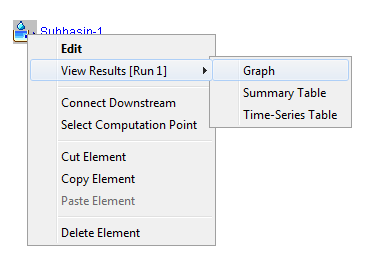 Subbasin-1
Edit
View Results [Run 1]
Graph
Summary Table
Time-Series Table
Connect Downstream
Select Computation Point
Cut Element
Copy Element
Paste Element
Delete Element